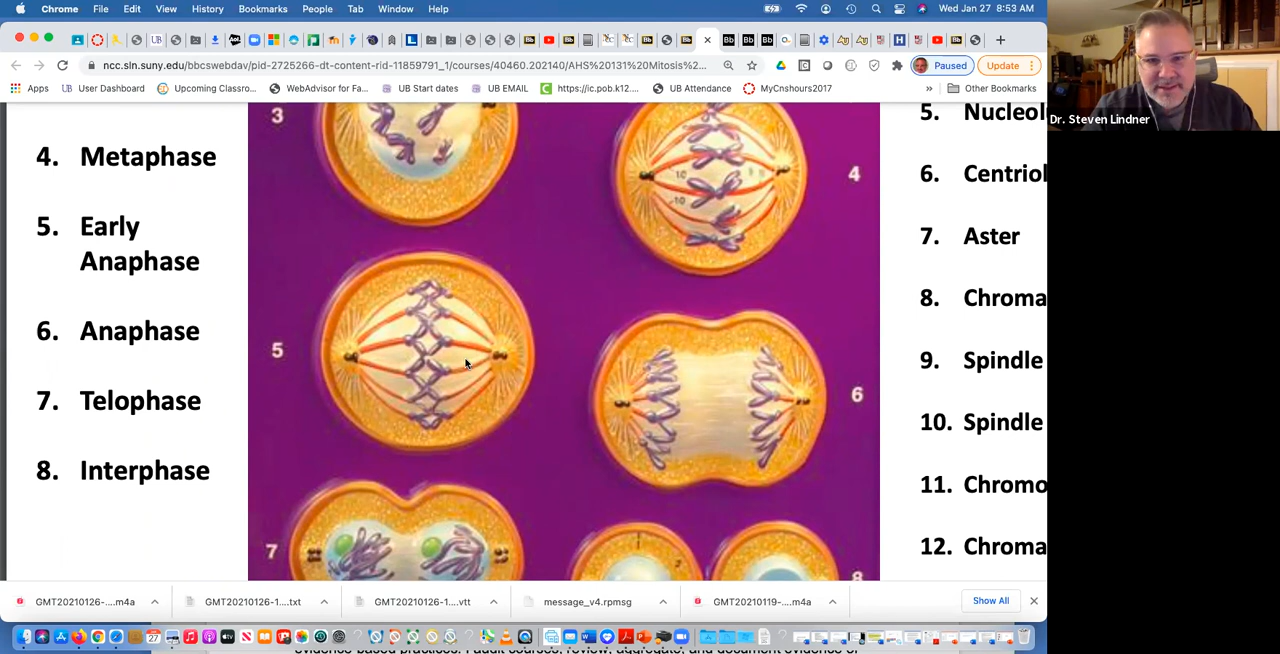 Chrome File Edit View History Bookmarks People Tab Window Help Wed Jan 27 8:53 AM
ncc.sln.suny.edu/bbcswebdav/pid-2725266-dt-content-rid-11859791_1/courses/40460.202140/AHS%20131%20Mitosis%2... Paused Update
Apps User Dashboard Upcoming Classro... WebAdvisor for Fa... UB Start dates UB EMAIL https://ic.pob.k12.... UB Attendance MyCnshours2017 » Other Bookmarks
Dr. Steven Lindner
4. Metaphase
5. Early
Anaphase
6. Anaphase
7. Telophase
8. Interphase
3
4
10
10
5
6
7
8
5. Nucleol
6. Centriol
7. Aster
8. Chroma
9. Spindle
10. Spindle
11. Chromo
12. Chroma
GMT20210126-....m4a GMT20210126-1....txt GMT20210126-1....vtt message_v4.rpmsg GMT20210119-....m4a Show All